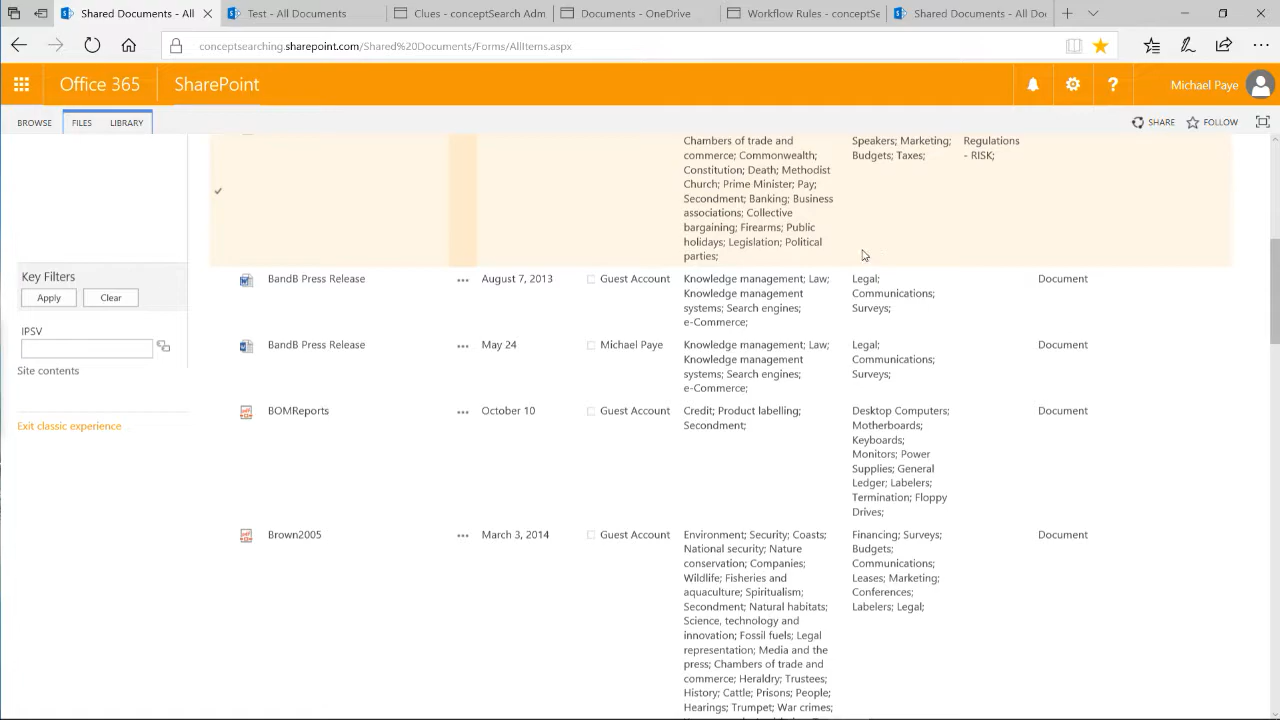 Shared Documents - All
Test - All Documents
Clues - conceptSearch Adm
Documents - OneDrive
Workflow Rules - conceptSe
Shared Documents - All Doc
conceptsearching.sharepoint.com/Shared%20Documents/Forms/AllItems.aspx
Office 365
SharePoint
Michael Paye
BROWSE
FILES
LIBRARY
SHARE
FOLLOW
Chambers of trade and
commerce; Commonwealth;
Constitution; Death; Methodist
Church; Prime Minister; Pay;
Secondment; Banking; Business
associations; Collective
bargaining; Firearms; Public
holidays; Legislation; Political
parties;
Speakers; Marketing;
Budgets; Taxes;
Regulations
- RISK;
Key Filters
Apply
Clear
IPSV
Site contents
Exit classic experience
BandB Press Release
August 7, 2013
Guest Account
Knowledge management; Law;
Knowledge management
systems; Search engines;
e-Commerce;
Legal;
Communications;
Surveys;
Document
BandB Press Release
May 24
Michael Paye
Knowledge management; Law;
Knowledge management
systems; Search engines;
e-Commerce;
Legal;
Communications;
Surveys;
Document
BOMReports
October 10
Guest Account
Credit; Product labelling;
Secondment;
Desktop Computers;
Motherboards;
Keyboards;
Monitors; Power
Supplies; General
Ledger; Labelers;
Termination; Floppy
Drives;
Document
Brown2005
March 3, 2014
Guest Account
Environment; Security; Coasts;
National security; Nature
conservation; Companies;
Wildlife; Fisheries and
aquaculture; Spiritualism;
Secondment; Natural habitats;
Science, technology and
innovation; Fossil fuels; Legal
representation; Media and the
press; Chambers of trade and
commerce; Heraldry; Trustees;
History; Cattle; Prisons; People;
Hearings; Trumpet; War crimes;
Financing; Surveys;
Budgets;
Communications;
Leases; Marketing;
Conferences;
Labelers; Legal;
Document